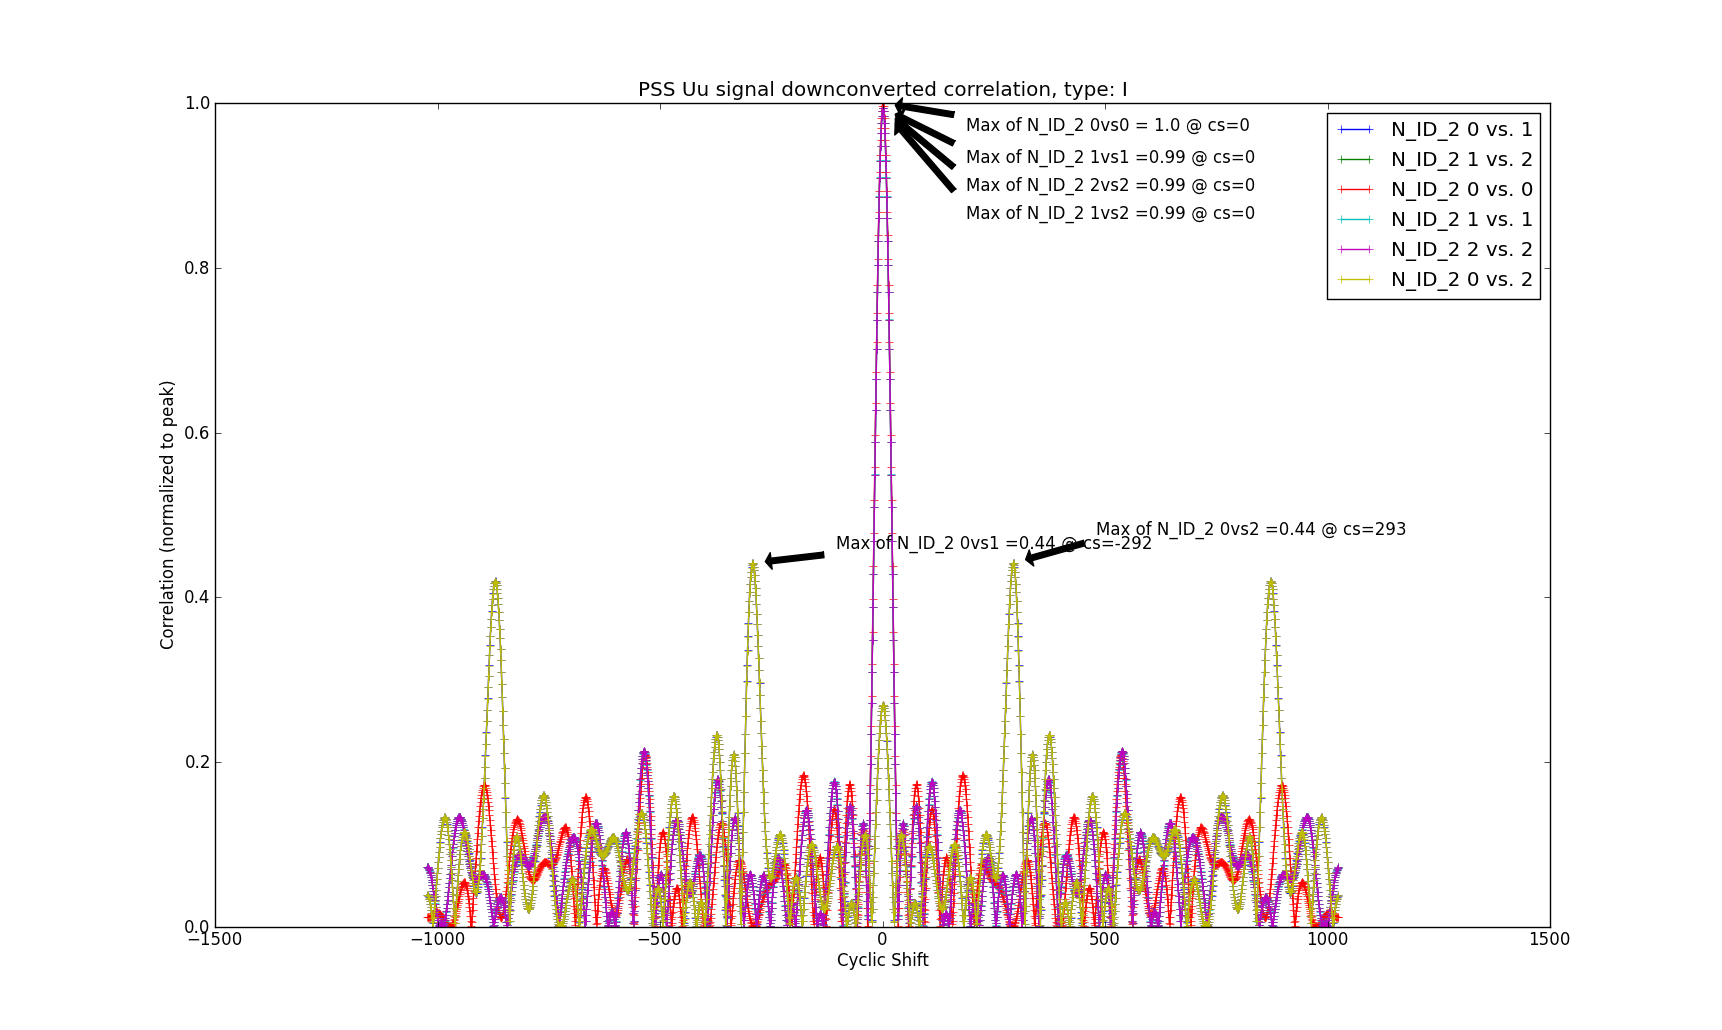 PSS Uu signal downconverted correlation, type: I
1.0
0.8
0.6
0.4
0.2
0.0
Correlation (normalized to peak)
Max of N_ID_2 0vs0 = 1.0 @ cs=0
Max of N_ID_2 1vs1 =0.99 @ cs=0
Max of N_ID_2 2vs2 =0.99 @ cs=0
Max of N_ID_2 1vs2 =0.99 @ cs=0
N_ID_2 0 vs. 1
N_ID_2 1 vs. 2
N_ID_2 0 vs. 0
N_ID_2 1 vs. 1
N_ID_2 2 vs. 2
N_ID_2 0 vs. 2
Max of N_ID_2 0vs2 =0.44 @ cs=293
Max of N_ID_2 0vs1 =0.44 @ cs=-292
−1500 −1000 −500 0 500 1000 1500
Cyclic Shift